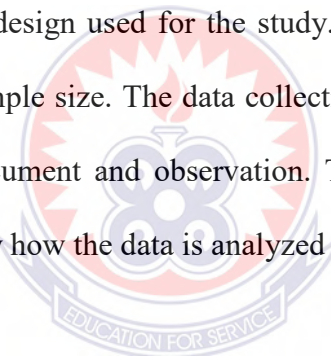 design used for the study.
mple size. The data collect
ument and observation. T
how the data is analyzed
EDUCATION FOR SERVICE